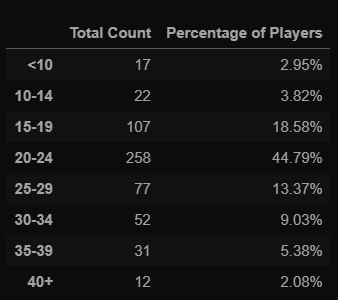 Total Count Percentage of Players
<10 17 2.95%
10-14 22 3.82%
15-19 107 18.58%
20-24 258 44.79%
25-29 77 13.37%
30-34 52 9.03%
35-39 31 5.38%
40+ 12 2.08%